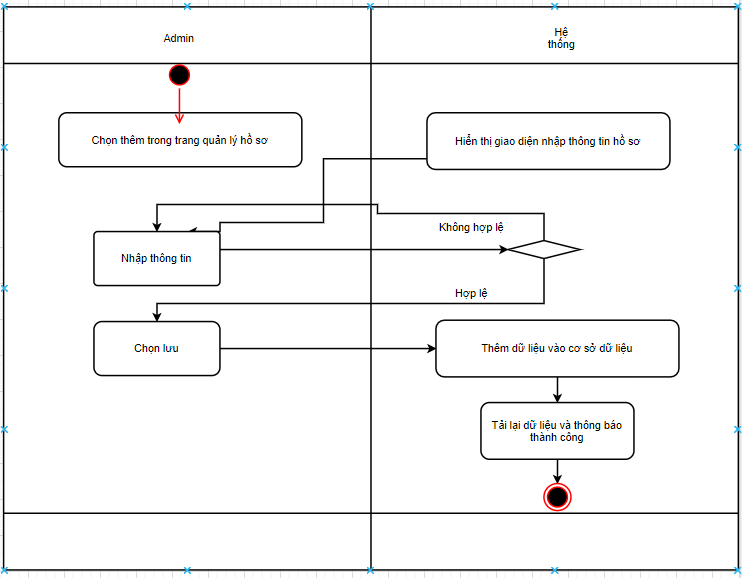 Admin
Hệ
thống
Chọn thêm trong trang quản lý hồ sơ
Hiển thị giao diện nhập thông tin hồ sơ
Không hợp lệ
Nhập thông tin
Hợp lệ
Chọn lưu
Thêm dữ liệu vào cơ sở dữ liệu
Tải lại dữ liệu và thông báo
thành công